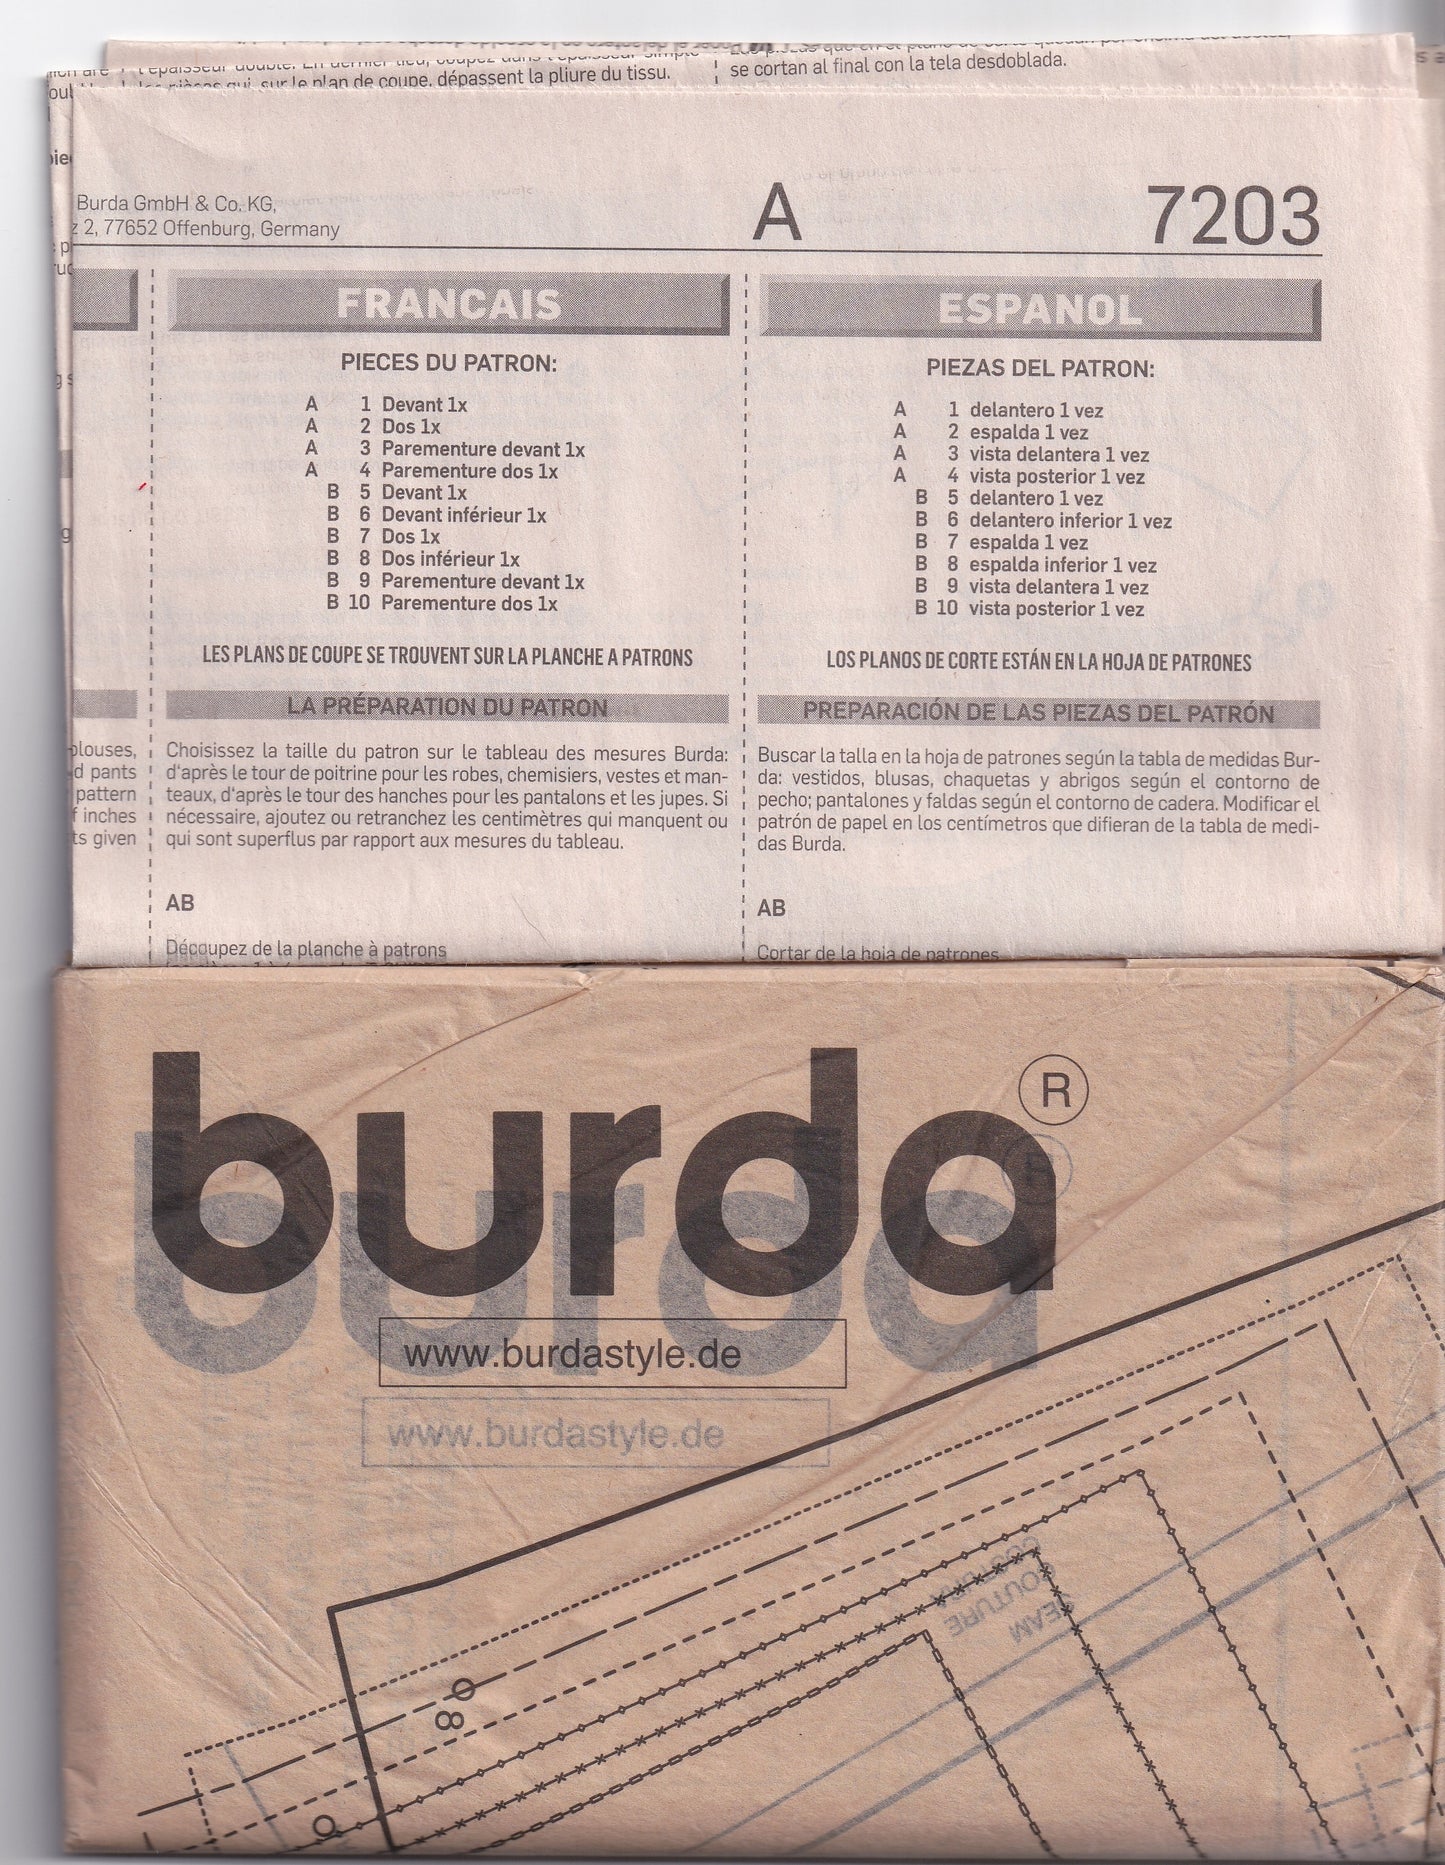 l'épaisseur double. En dernier lieu, coupez dans l'épaisseur simple
les pièces qui, sur le plan de coupe, dépassent la pliure du tissu.
se cortan al final con la tela desdoblada.
Burda GmbH & Co. KG,
z 2, 77652 Offenburg, Germany
A
7203
FRANCAIS
PIECES DU PATRON:
A 1 Devant 1x
A 2 Dos 1x
A 3 Parementure devant 1x
A 4 Parementure dos 1x
B 5 Devant 1x
B 6 Devant inférieur 1x
B 7 Dos 1x
B 8 Dos inférieur 1x
B 9 Parementure devant 1x
B 10 Parementure dos 1x
LES PLANS DE COUPE SE TROUVENT SUR LA PLANCHE A PATRONS
LA PRÉPARATION DU PATRON
Choisissez la taille du patron sur le tableau des mesures Burda:
d'après le tour de poitrine pour les robes, chemisiers, vestes et man-
teaux, d'après le tour des hanches pour les pantalons et les jupes. Si
nécessaire, ajoutez ou retranchez les centimètres qui manquent ou
qui sont superflus par rapport aux mesures du tableau.
AB
Découpez de la planche à patrons
ESPANOL
PIEZAS DEL PATRON:
A 1 delantero 1 vez
A 2 espalda 1 vez
A 3 vista delantera 1 vez
A 4 vista posterior 1 vez
B 5 delantero 1 vez
B 6 delantero inferior 1 vez
B 7 espalda 1 vez
B 8 espalda inferior 1 vez
B 9 vista delantera 1 vez
B 10 vista posterior 1 vez
LOS PLANOS DE CORTE ESTÁN EN LA HOJA DE PATRONES
PREPARACIÓN DE LAS PIEZAS DEL PATRÓN
Buscar la talla en la hoja de patrones según la tabla de medidas Bur-
da: vestidos, blusas, chaquetas y abrigos según el contorno de
pecho; pantalones y faldas según el contorno de cadera. Modificar el
patrón de papel en los centímetros que difieran de la tabla de medi-
das Burda.
AB
Cortar de la hoja de patrones
plouses,
d pants
pattern
f inches
ts given
burda ®
burda ®
www.burdastyle.de
www.burdastyle.de
COSTURA
COUTURE
SEAM
8